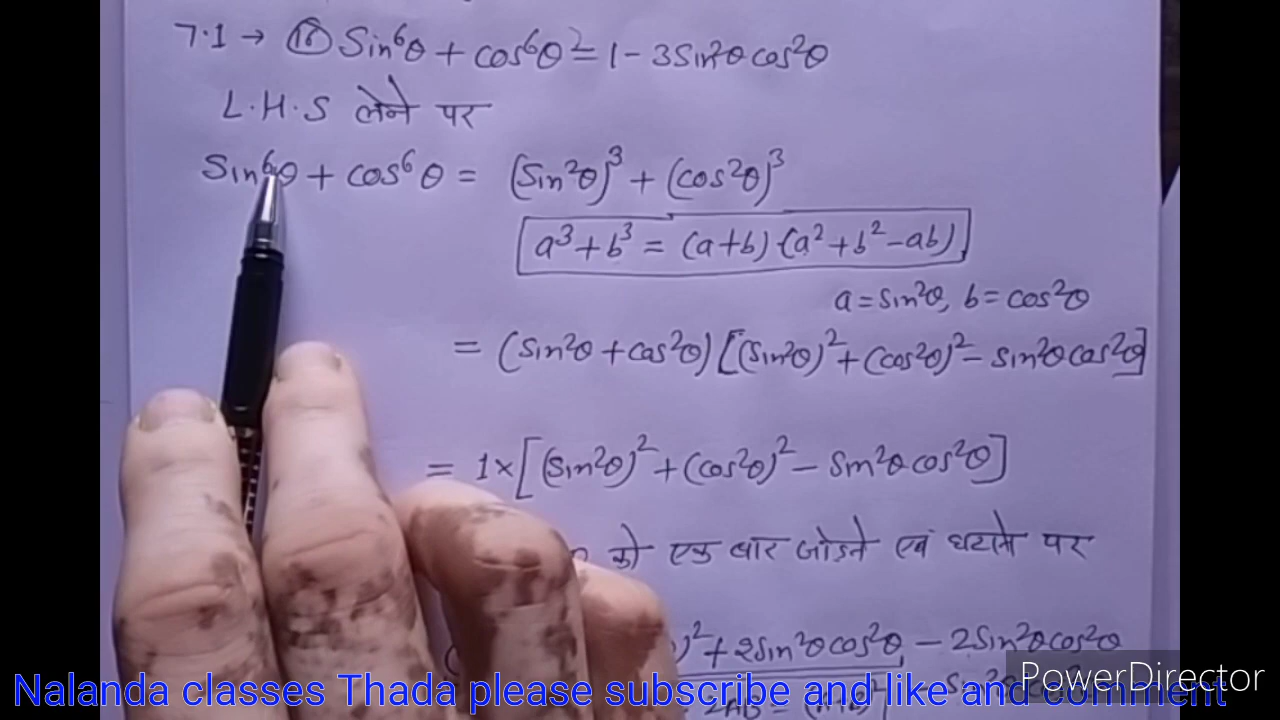 7.1 → (18) Sin⁶θ + cos⁶θ = 1 - 3Sin²θ cos²θ
L.H.S लेने पर
Sin⁶θ + cos⁶θ = (Sin²θ)³ + (cos²θ)³
a³ + b³ = (a+b) (a² + b² - ab)
a = sin²θ, b = cos²θ
= (sin²θ + cos²θ) [(sin²θ)² + (cos²θ)² - sin²θ cos²θ]
= 1 × [(sin²θ)² + (cos²θ)² - sin²θ cos²θ]
को एक बार जोडने एवं घटाने पर
)² + 2sin²θ cos²θ - 2sin²θ cos²θ
PowerDirector
Nalanda classes Thada please subscribe and like and comment